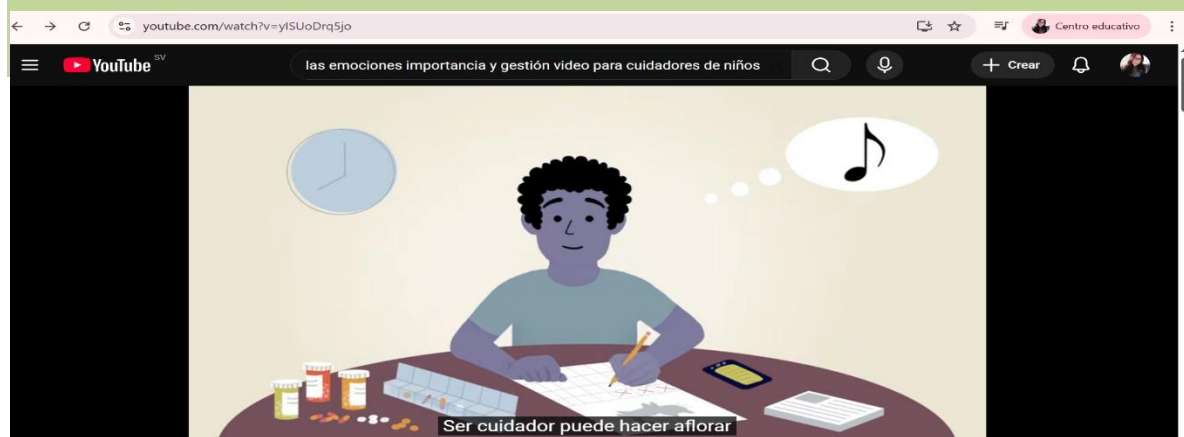 youtube.com/watch?v=yISUoDrq5jo
Centro educativo
YouTube SV
las emociones importancia y gestión video para cuidadores de niños
Crear
Ser cuidador puede hacer aflorar